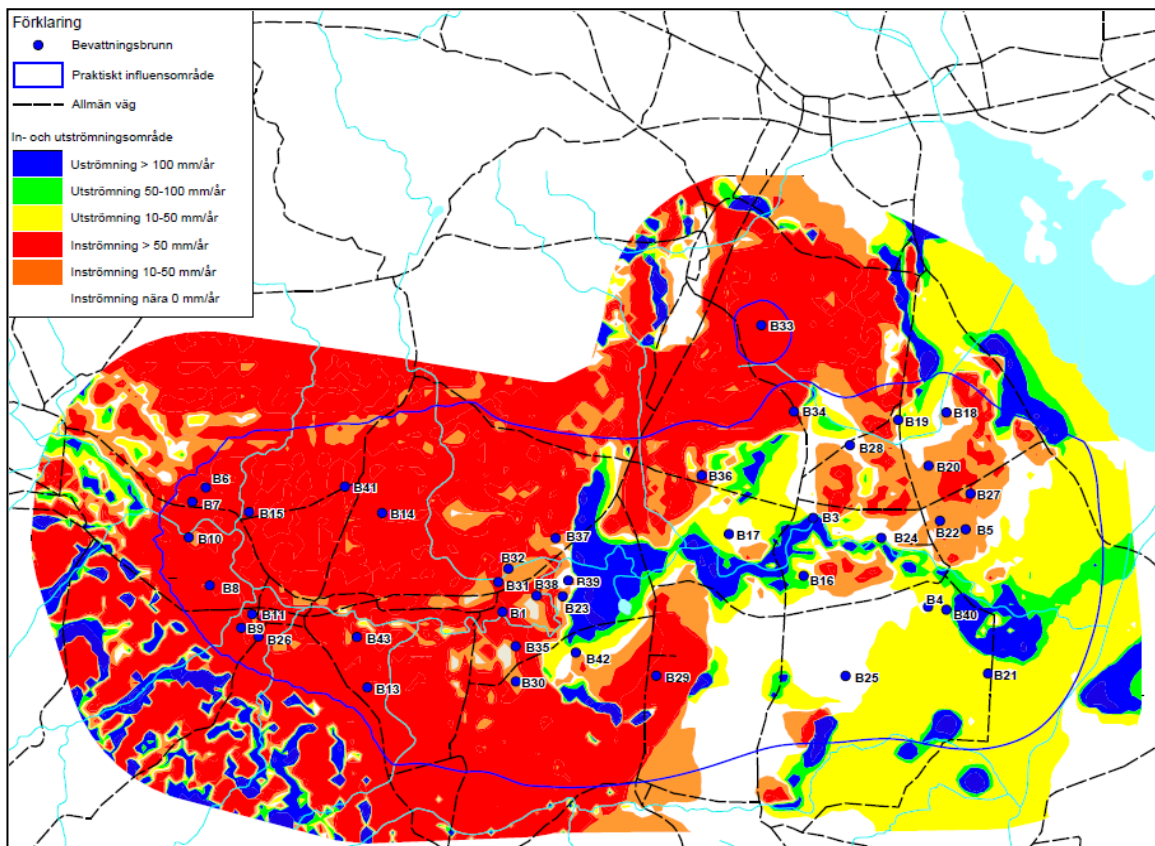 Förklaring
Bevattningsbrunn
Praktiskt influensområde
Allmän väg
In- och utströmningsområde
Uströmning > 100 mm/år
Utströmning 50-100 mm/år
Utströmning 10-50 mm/år
Inströmning > 50 mm/år
Inströmning 10-50 mm/år
Inströmning nära 0 mm/år
B33
B34
B18
B19
B28
B20
B36
B6
B41
B27
B7
B15
B14
B3
B22
B5
B10
B37
B17
B24
B32
B16
B31
B38
B39
B8
B23
B4
B11
B1
B40
B9
B26
B43
B35
B42
B13
B30
B29
B25
B21